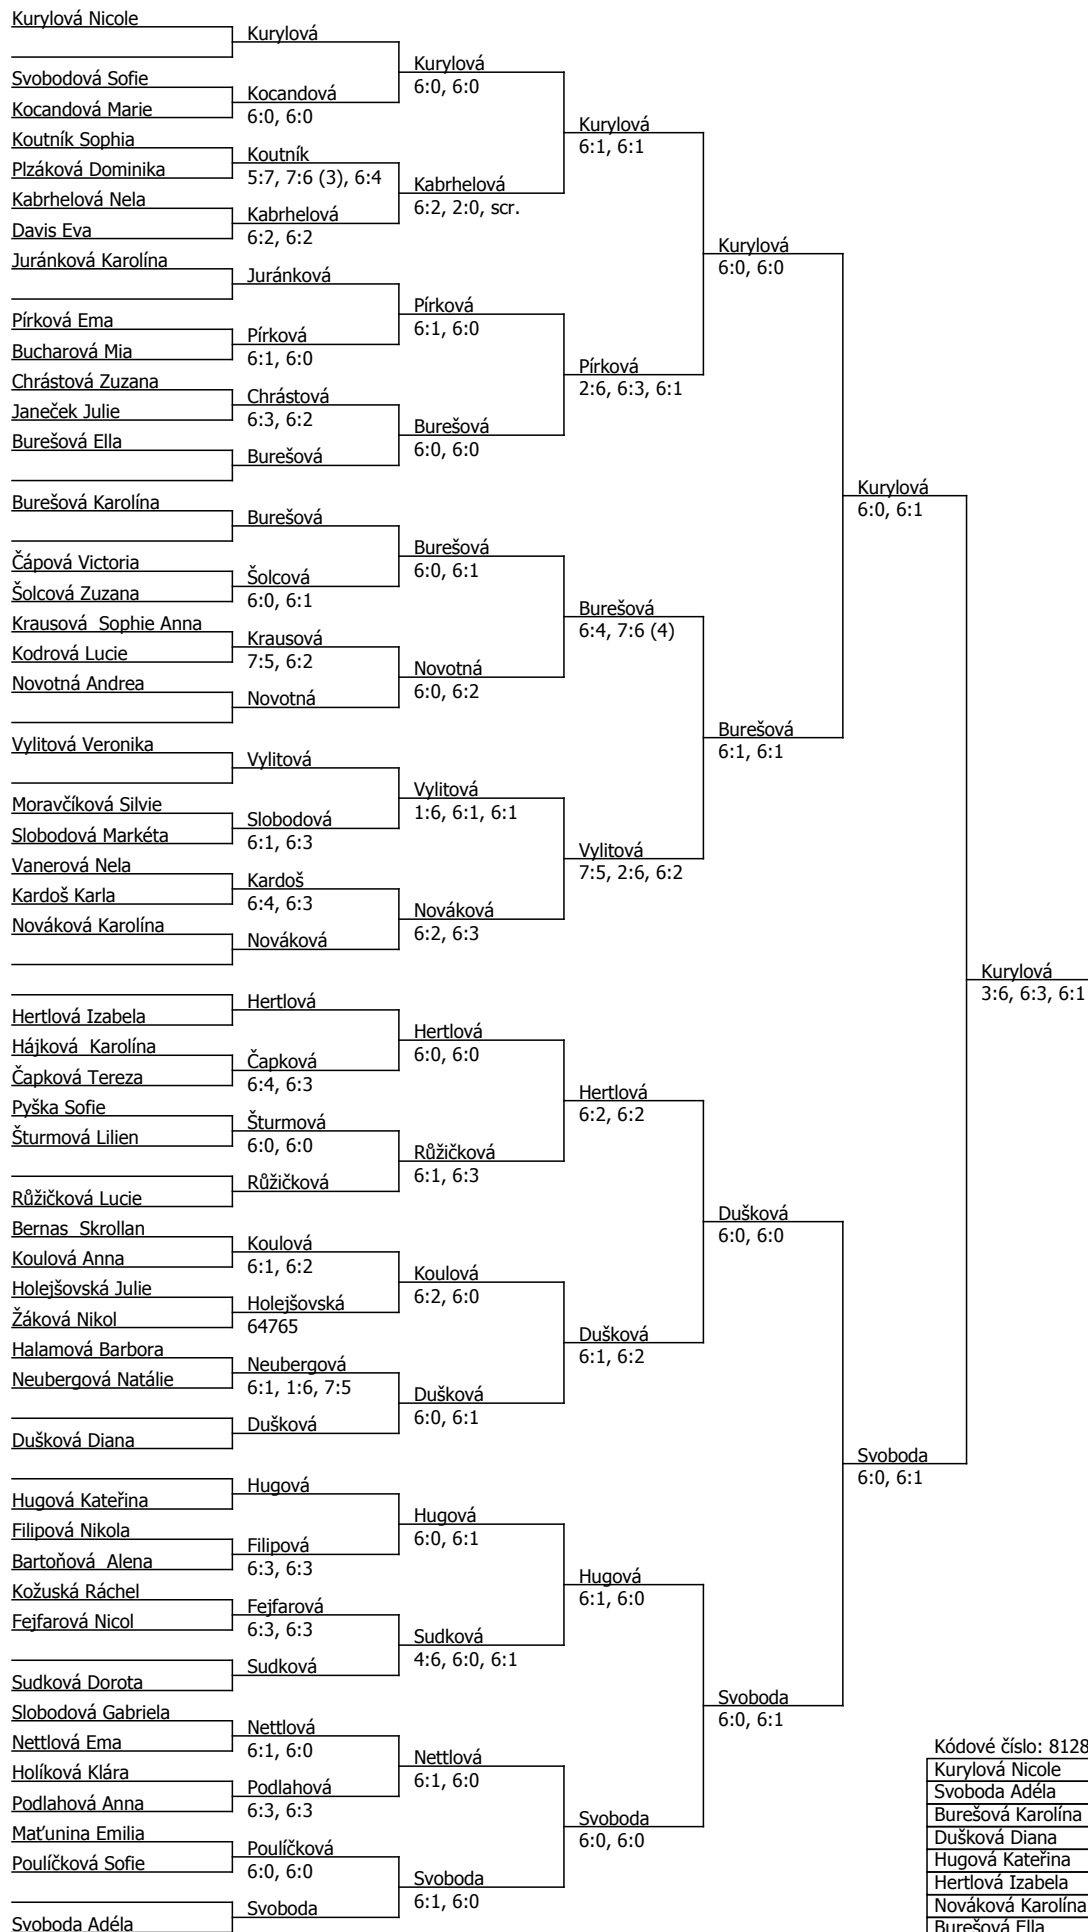 Kurylová Nicole
Svobodová Sofie
Kocandová Marie
Koutník Sophia
Plzáková Dominika
Kabrhelová Nela
Davis Eva
Juránková Karolína
Pírková Ema
Bucharová Mia
Chrástová Zuzana
Janeček Julie
Burešová Ella
Burešová Karolína
Čápová Victoria
Šolcová Zuzana
Krausová Sophie Anna
Kodrová Lucie
Novotná Andrea
Vylitová Veronika
Moravčíková Silvie
Slobodová Markéta
Vanerová Nela
Kardoš Karla
Nováková Karolína
Hertlová Izabela
Hájková Karolína
Čapková Tereza
Pyška Sofie
Šturmová Lilien
Růžičková Lucie
Bernas Skrollan
Koulová Anna
Holejšovská Julie
Žáková Nikol
Halamová Barbora
Neubergová Natálie
Dušková Diana
Hugová Kateřina
Filipová Nikola
Bartoňová Alena
Kožuská Ráchel
Fejfarová Nicol
Sudková Dorota
Slobodová Gabriela
Nettlová Ema
Holíková Klára
Podlahová Anna
Maťunina Emilia
Poulíčková Sofie
Svoboda Adéla
Kurylová
Kocandová
6:0, 6:0
Koutník
5:7, 7:6 (3), 6:4
Kabrhelová
6:2, 6:2
Juránková
Pírková
6:1, 6:0
Chrástová
6:3, 6:2
Burešová
Burešová
Šolcová
6:0, 6:1
Krausová
7:5, 6:2
Novotná
Vylitová
Slobodová
6:1, 6:3
Kardoš
6:4, 6:3
Nováková
Hertlová
Čapková
6:4, 6:3
Šturmová
6:0, 6:0
Růžičková
Koulová
6:1, 6:2
Holejšovská
64765
Neubergová
6:1, 1:6, 7:5
Dušková
Hugová
Filipová
6:3, 6:3
Fejfarová
6:3, 6:3
Sudková
Nettlová
6:1, 6:0
Podlahová
6:3, 6:3
Poulíčková
6:0, 6:0
Svoboda
Kurylová
6:0, 6:0
Kabrhelová
6:2, 2:0, scr.
Pírková
6:1, 6:0
Burešová
6:0, 6:0
Burešová
6:0, 6:1
Novotná
6:0, 6:2
Vylitová
1:6, 6:1, 6:1
Nováková
6:2, 6:3
Hertlová
6:0, 6:0
Růžičková
6:1, 6:3
Koulová
6:2, 6:0
Dušková
6:0, 6:1
Hugová
6:0, 6:1
Sudková
4:6, 6:0, 6:1
Nettlová
6:1, 6:0
Svoboda
6:1, 6:0
Kurylová
6:1, 6:1
Pírková
2:6, 6:3, 6:1
Burešová
6:4, 7:6 (4)
Vylitová
7:5, 2:6, 6:2
Hertlová
6:2, 6:2
Dušková
6:1, 6:2
Hugová
6:1, 6:0
Svoboda
6:0, 6:0
Kurylová
6:0, 6:0
Burešová
6:1, 6:1
Dušková
6:0, 6:0
Svoboda
6:0, 6:1
Kurylová
6:0, 6:1
Svoboda
6:0, 6:1
Kurylová
3:6, 6:3, 6:1
Kódové číslo: 8128
Kurylová Nicole
Svoboda Adéla
Burešová Karolína
Dušková Diana
Hugová Kateřina
Hertlová Izabela
Nováková Karolína
Burešová Ella